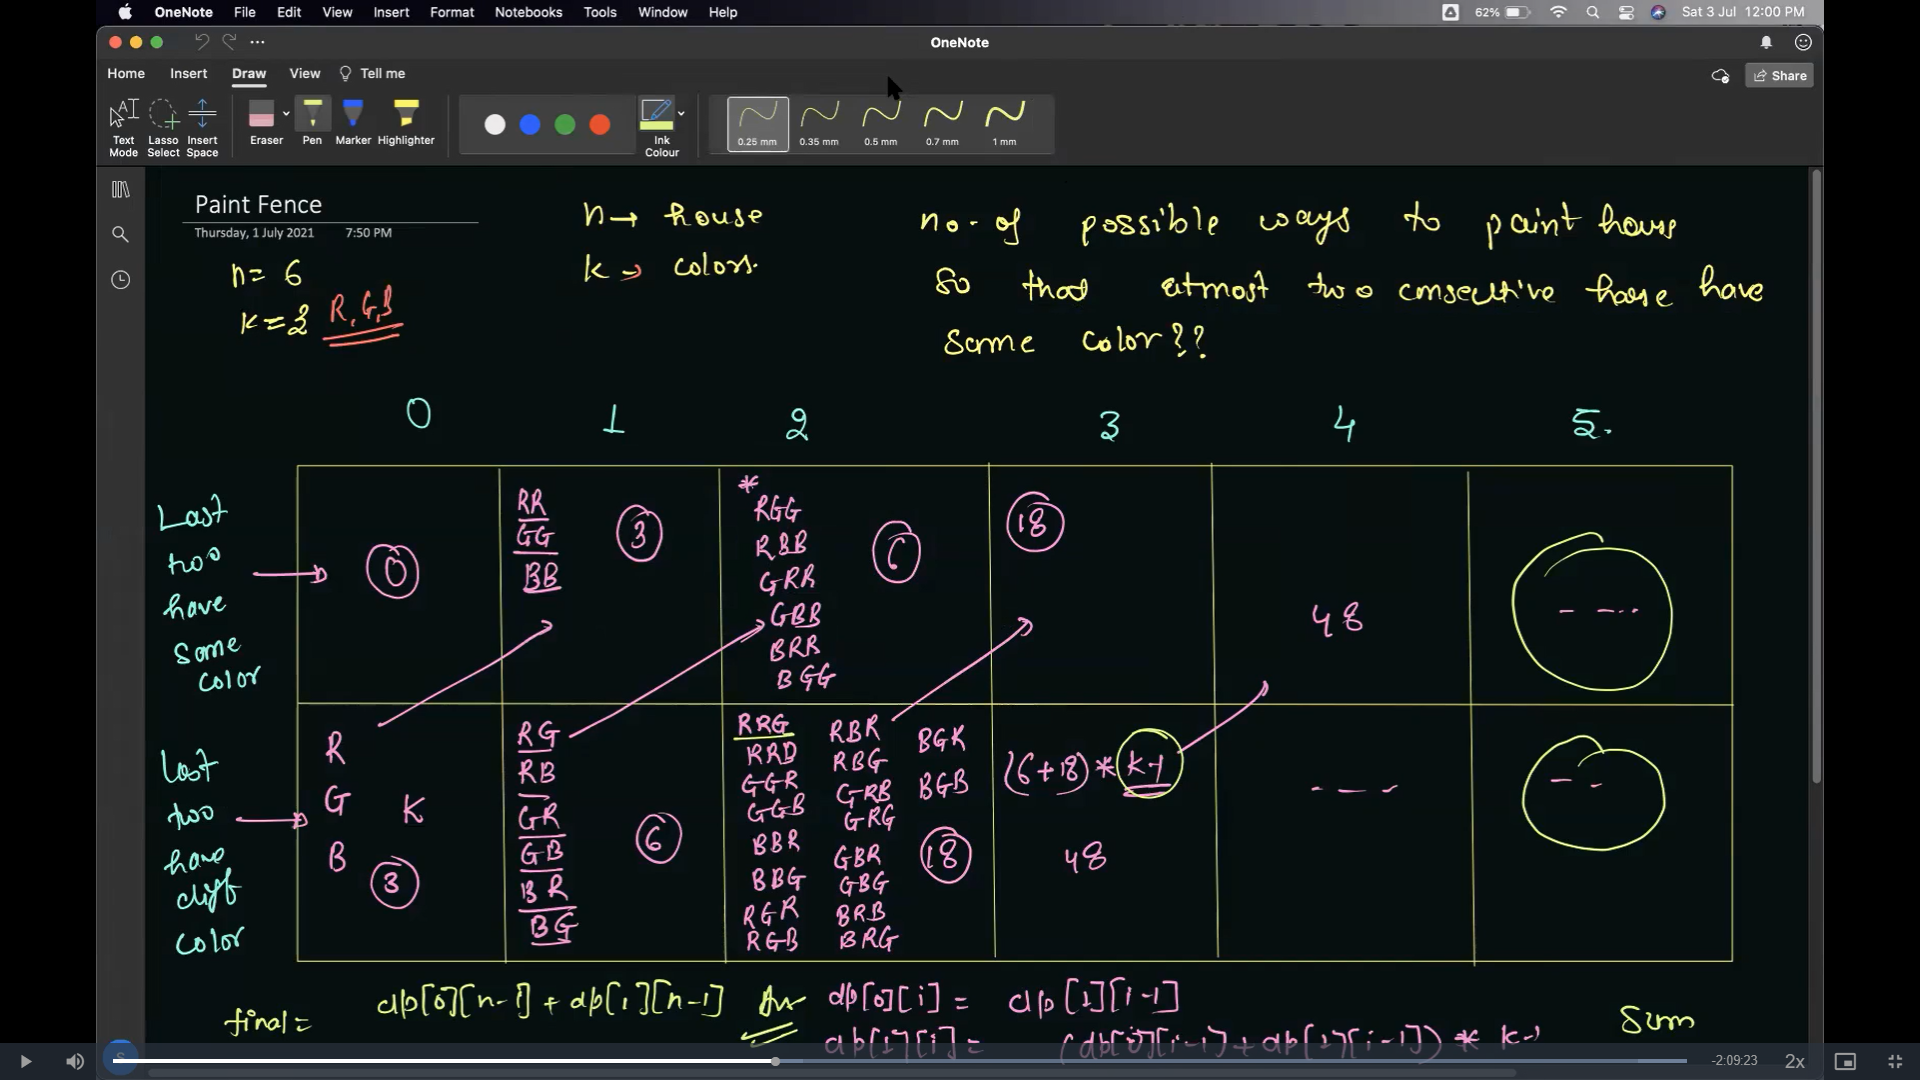 OneNote File Edit View Insert Format Notebooks Tools Window Help 62% Sat 3 Jul 12:00 PM
OneNote
Home Insert Draw View Tell me Share
Text Mode Lasso Select Insert Space Eraser Pen Marker Highlighter Ink Colour 0.25 mm 0.35 mm 0.5 mm 0.7 mm 1 mm
Paint Fence
Thursday, 1 July 2021 7:50 PM
n= 6
k=3 R,G,B
n→ house
k→ colors.
no. of possible ways to paint house
So that atmost two consecutive house have
same color??
0 1 2 3 4 5.
Last
two
have
same
color
0
RR
GG
BB
3
*
RGG
RBB
GRR
GBB
BRR
BGG
6
18
48
- --..
Last
two
have
diff
color
R
G
B
K
3
RG
RB
GR
GB
BR
BG
6
RRG RBR BGR
RRB RBG BGB
GGR GRB
GGB GRG
BBR GBR
BBG GBG
RGR BRB
RGB BRG
18
(6+18)*K-1
48
- - -
- -
final = dp[0][n-1] + dp[1][n-1] Ans
dp[0][i] = dp[1][i-1]
dp[1][i] = (dp[0][i-1] + dp[1][i-1]) * K-1
Sum
S
-2:09:23 2x